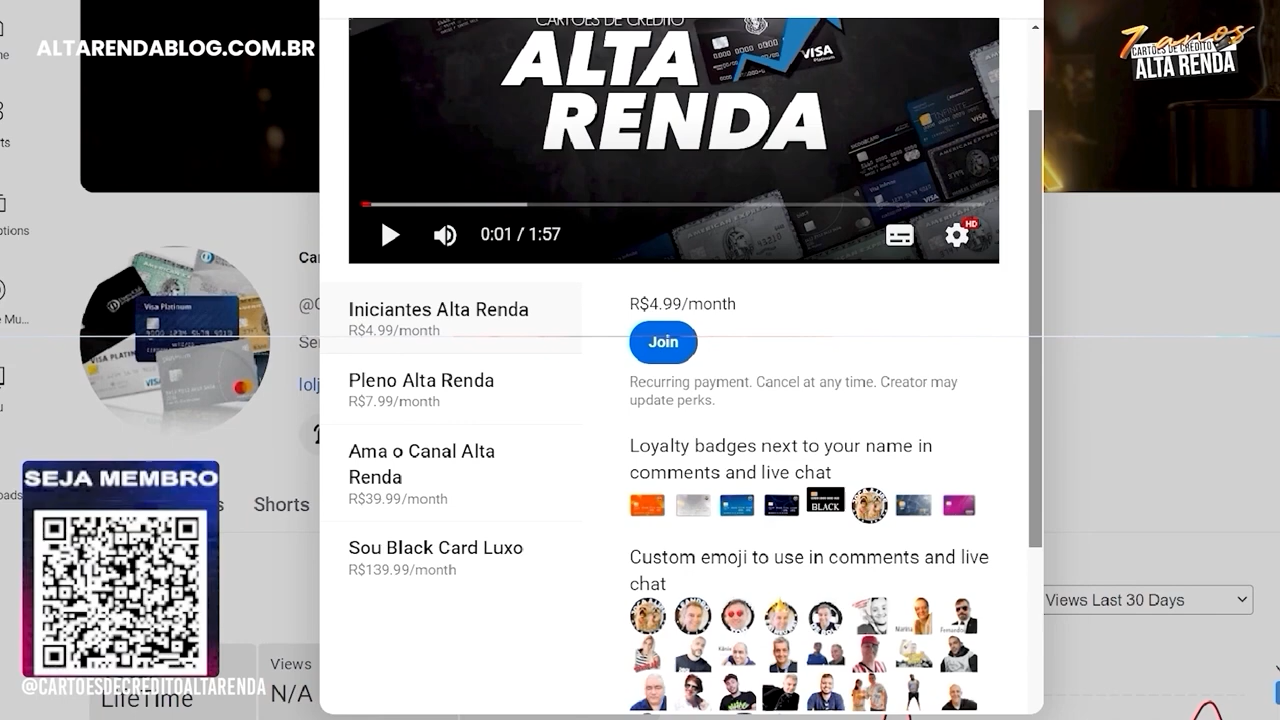 ALTARENDABLOG.COM.BR
CARTÕES DE CRÉDITO
ALTA
RENDA
VISA
7 anos
CARTÕES DE CRÉDITO
ALTA RENDA
0:01 / 1:57
HD
Iniciantes Alta Renda
R$4.99/month
Pleno Alta Renda
R$7.99/month
Ama o Canal Alta
Renda
R$39.99/month
Sou Black Card Luxo
R$139.99/month
R$4.99/month
Join
Recurring payment. Cancel at any time. Creator may
update perks.
Loyalty badges next to your name in
comments and live chat
BLACK
Custom emoji to use in comments and live
chat
Visa Platinum
SEJA MEMBRO
@CARTOESDECREDITOALTARENDA
Shorts
Views
N/A
LifeTime
Views Last 30 Days